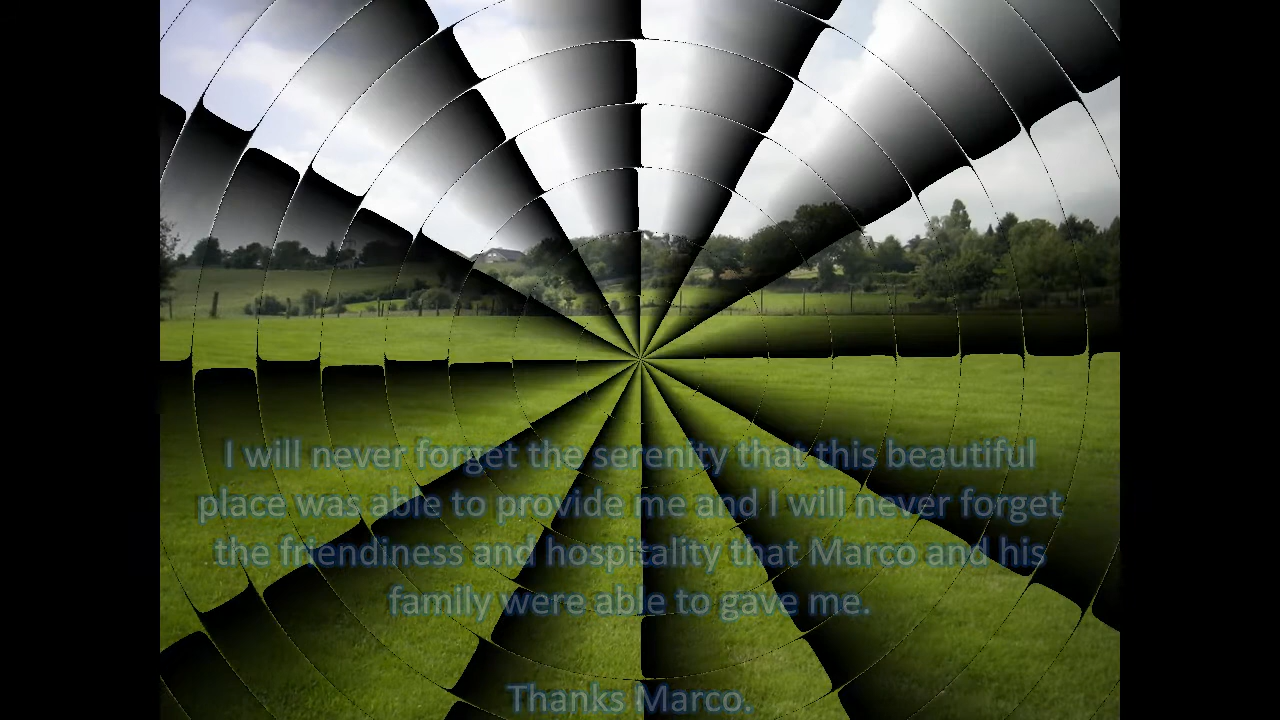 I will never forget the serenity that this beautiful
place was able to provide me and I will never forget
the friendiness and hospitality that Marco and his
family were able to gave me.
Thanks Marco.